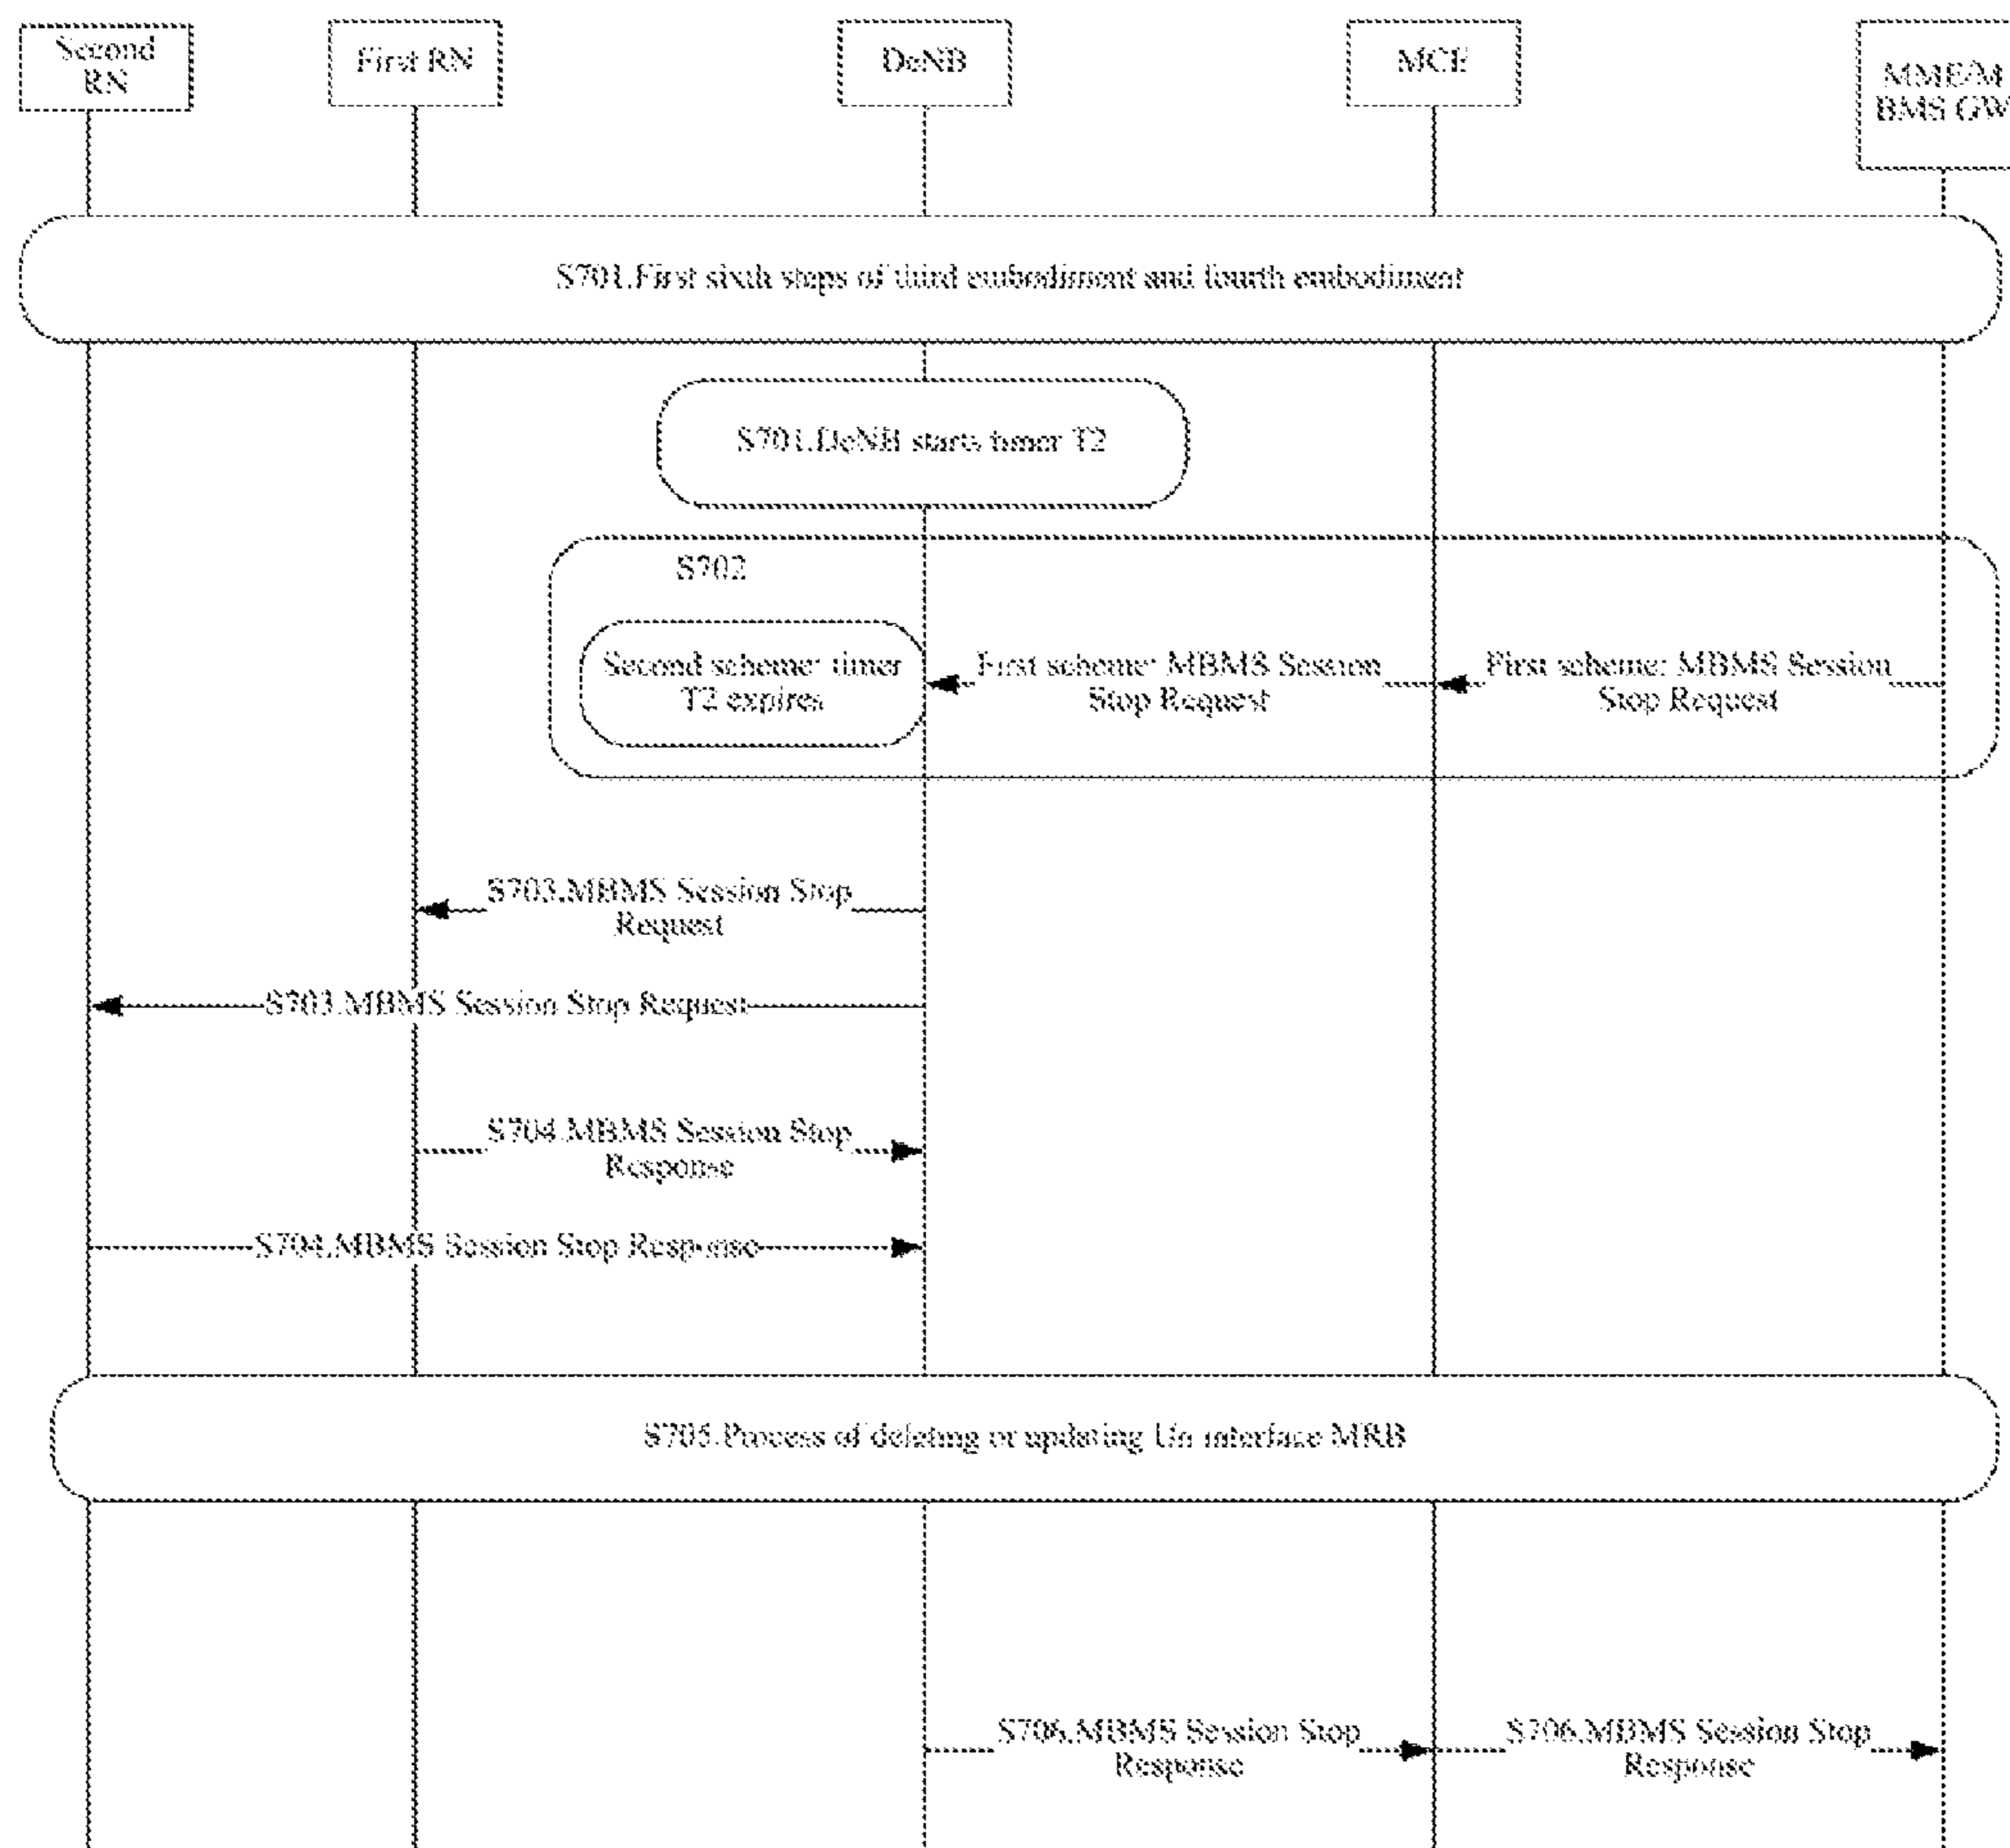 Second
RN
First RN
DeNB
MCE
MME/M
BMS GW
S701.First sixth steps of third embodiment and fourth embodiment
S701.DeNB starts timer T2
S702
Second scheme: timer
T2 expires
First scheme: MBMS Session
Stop Request
First scheme: MBMS Session
Stop Request
S703.MBMS Session Stop
Request
S703.MBMS Session Stop Request
S704.MBMS Session Stop
Response
S704.MBMS Session Stop Response
S705.Process of deleting or updating Un interface MRB
S706.MBMS Session Stop
Response
S706.MBMS Session Stop
Response